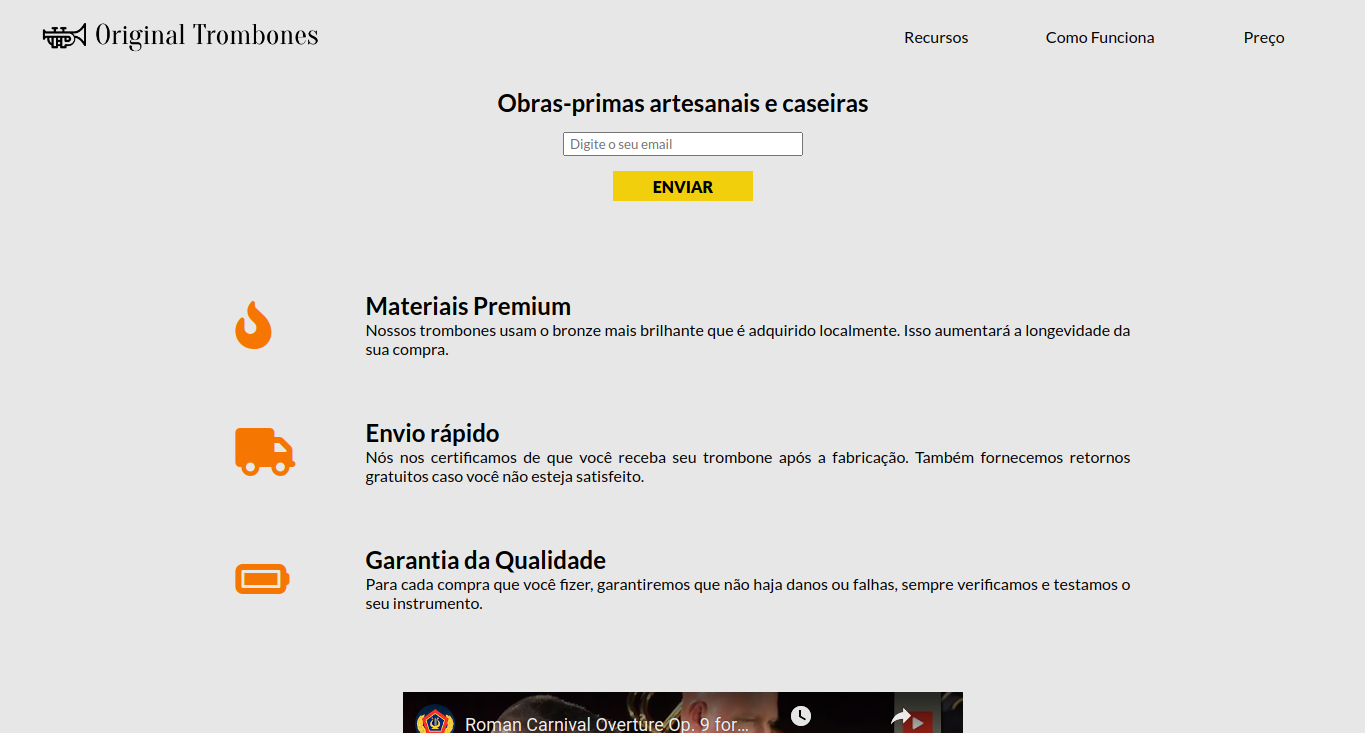 Original Trombones
Recursos
Como Funciona
Preço
Obras-primas artesanais e caseiras
Digite o seu email
ENVIAR
Materiais Premium
Nossos trombones usam o bronze mais brilhante que é adquirido localmente. Isso aumentará a longevidade da
sua compra.
Envio rápido
Nós nos certificamos de que você receba seu trombone após a fabricação. Também fornecemos retornos
gratuitos caso você não esteja satisfeito.
Garantia da Qualidade
Para cada compra que você fizer, garantiremos que não haja danos ou falhas, sempre verificamos e testamos o
seu instrumento.
Roman Carnival Overture Op. 9 for...